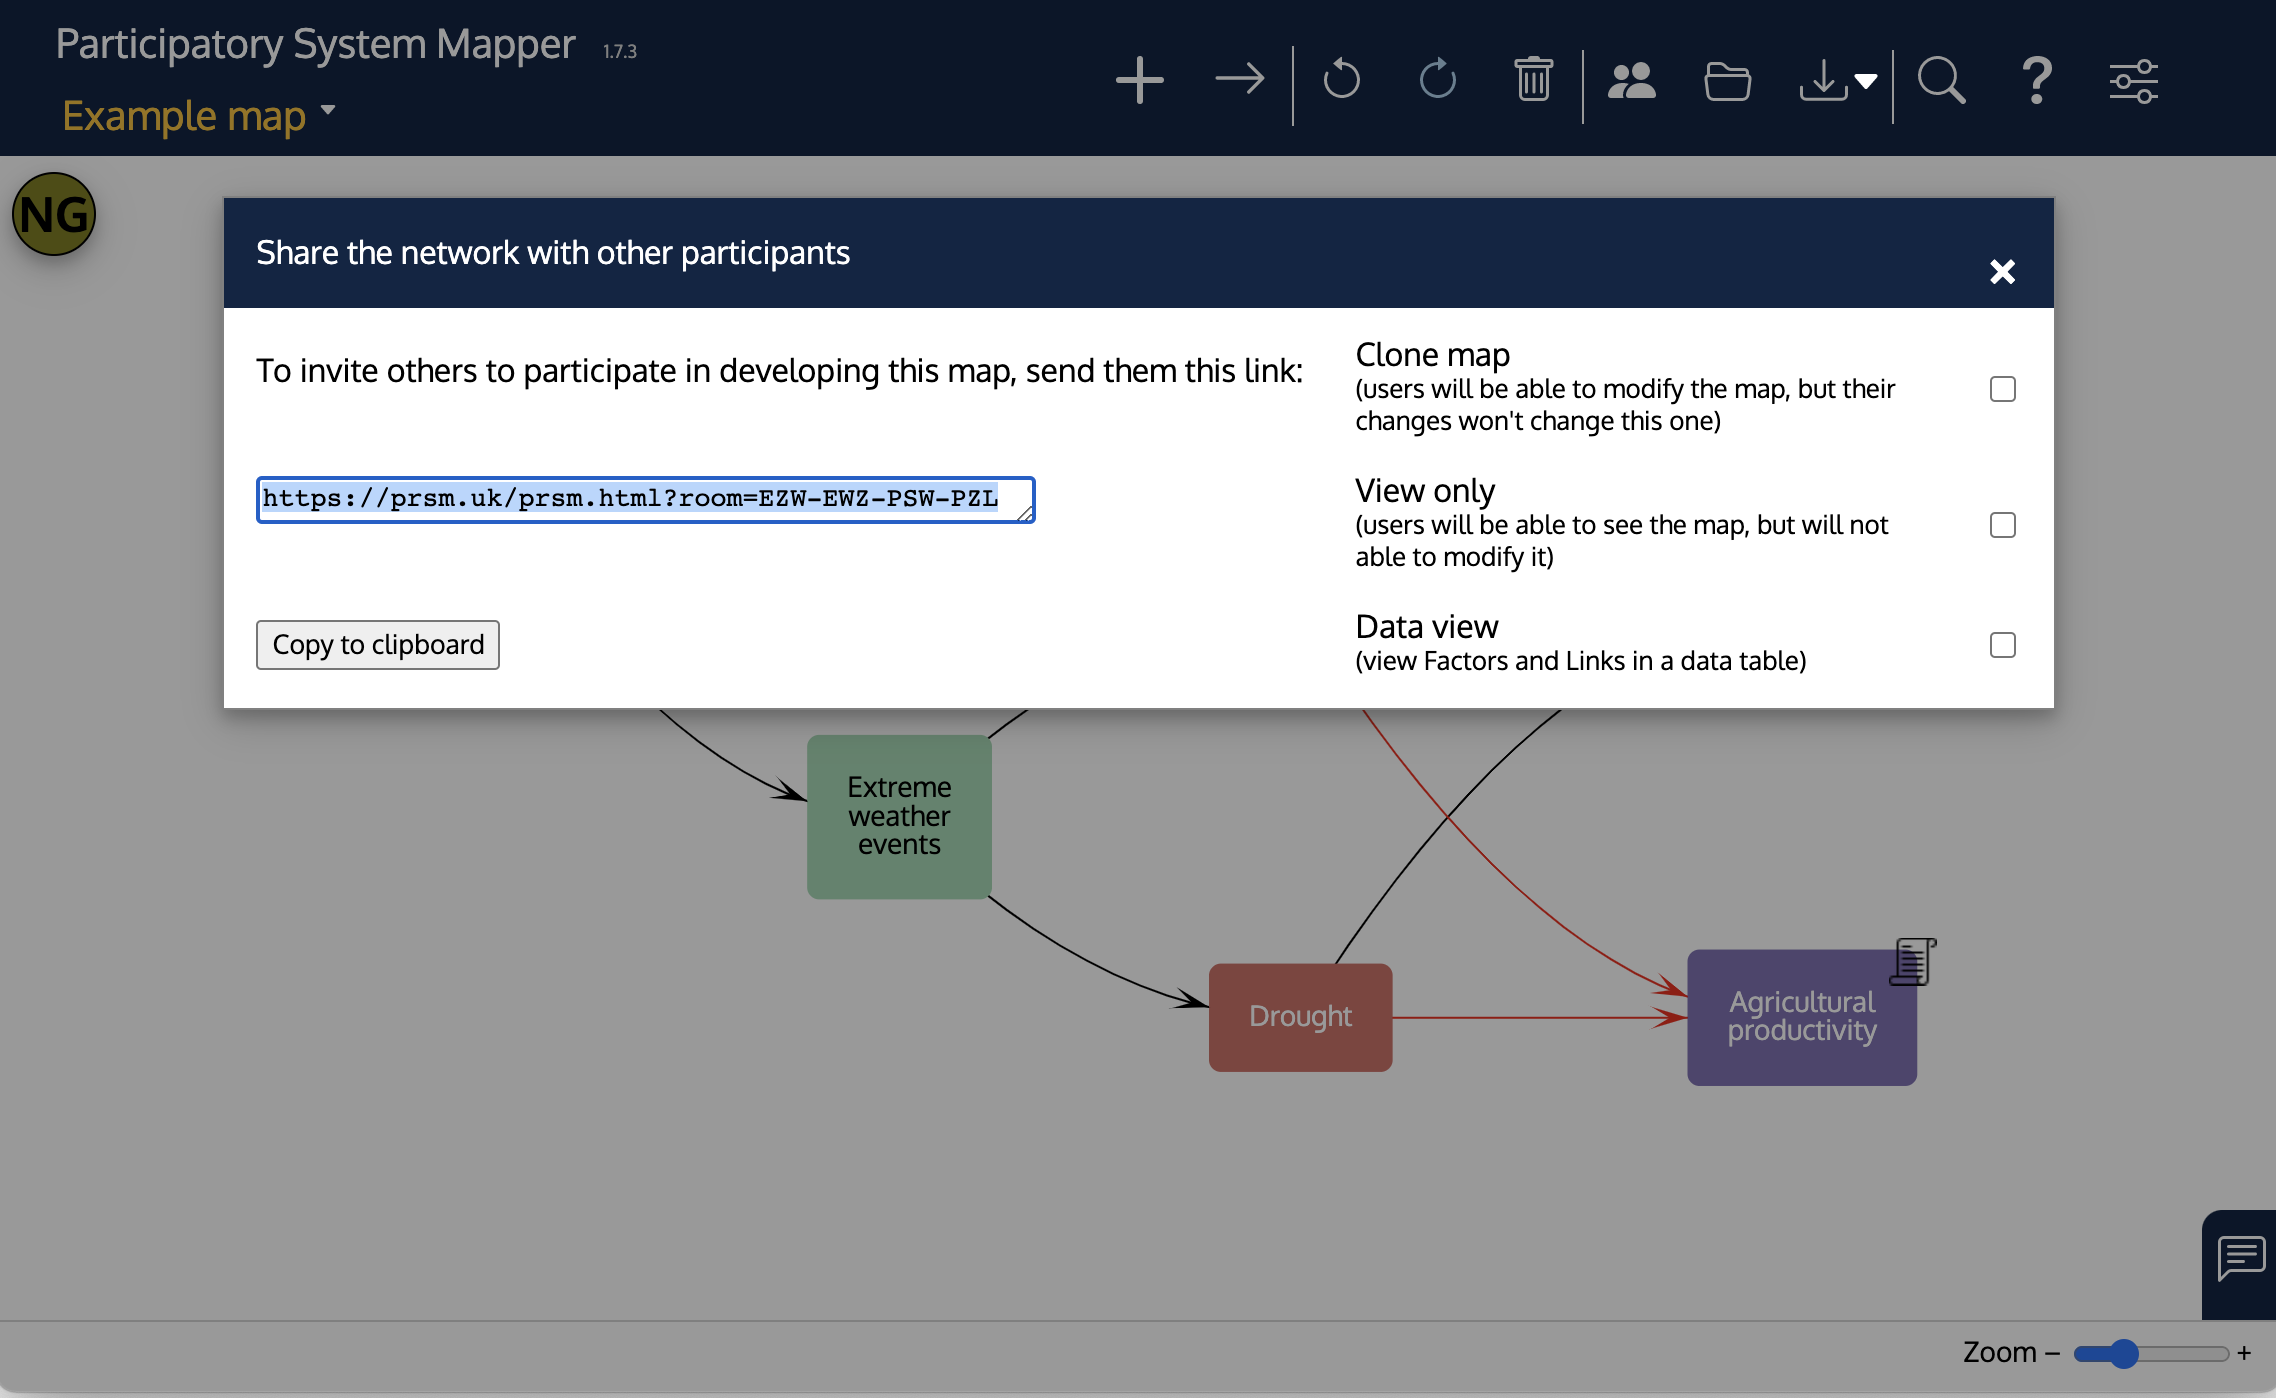 Participatory System Mapper 1.7.3
Example map
NG
Share the network with other participants
To invite others to participate in developing this map, send them this link:
https://prsm.uk/prsm.html?room=EZW-EWZ-PSW-PZL
Copy to clipboard
Clone map
(users will be able to modify the map, but their
changes won't change this one)
View only
(users will be able to see the map, but will not
able to modify it)
Data view
(view Factors and Links in a data table)
Extreme
weather
events
Drought
Agricultural
productivity
Zoom − +